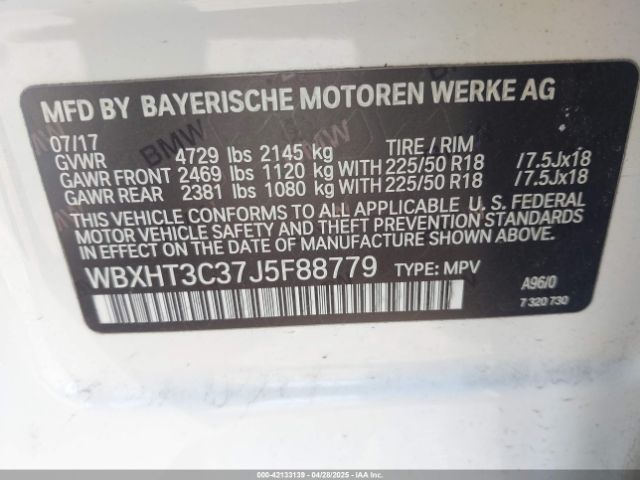 MFD BY BAYERISCHE MOTOREN WERKE AG
07/17 TIRE / RIM
GVWR 4729 lbs 2145 kg
GAWR FRONT 2469 lbs 1120 kg WITH 225/50 R18 /7.5Jx18
GAWR REAR 2381 lbs 1080 kg WITH 225/50 R18 /7.5Jx18
THIS VEHICLE CONFORMS TO ALL APPLICABLE U. S. FEDERAL
MOTOR VEHICLE SAFETY AND THEFT PREVENTION STANDARDS
IN EFFECT ON THE DATE OF MANUFACTURE SHOWN ABOVE.
WBXHT3C37J5F88779 TYPE: MPV
A96/0
7 320 730
000-42133139 - 04/28/2025 - COPYRIGHT IAA, LLC.